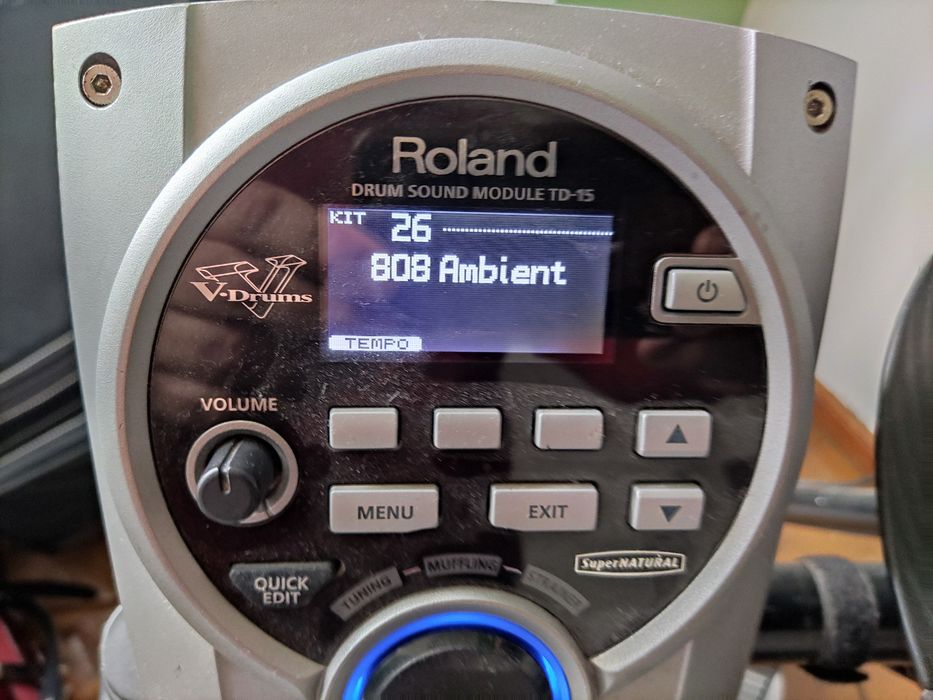 Roland
DRUM SOUND MODULE TD-15
KIT 26
808 Ambient
TEMPO
V-Drums
VOLUME
MENU
EXIT
SuperNATURAL
QUICK
EDIT
TUNING
MUFFLING
STRAINER